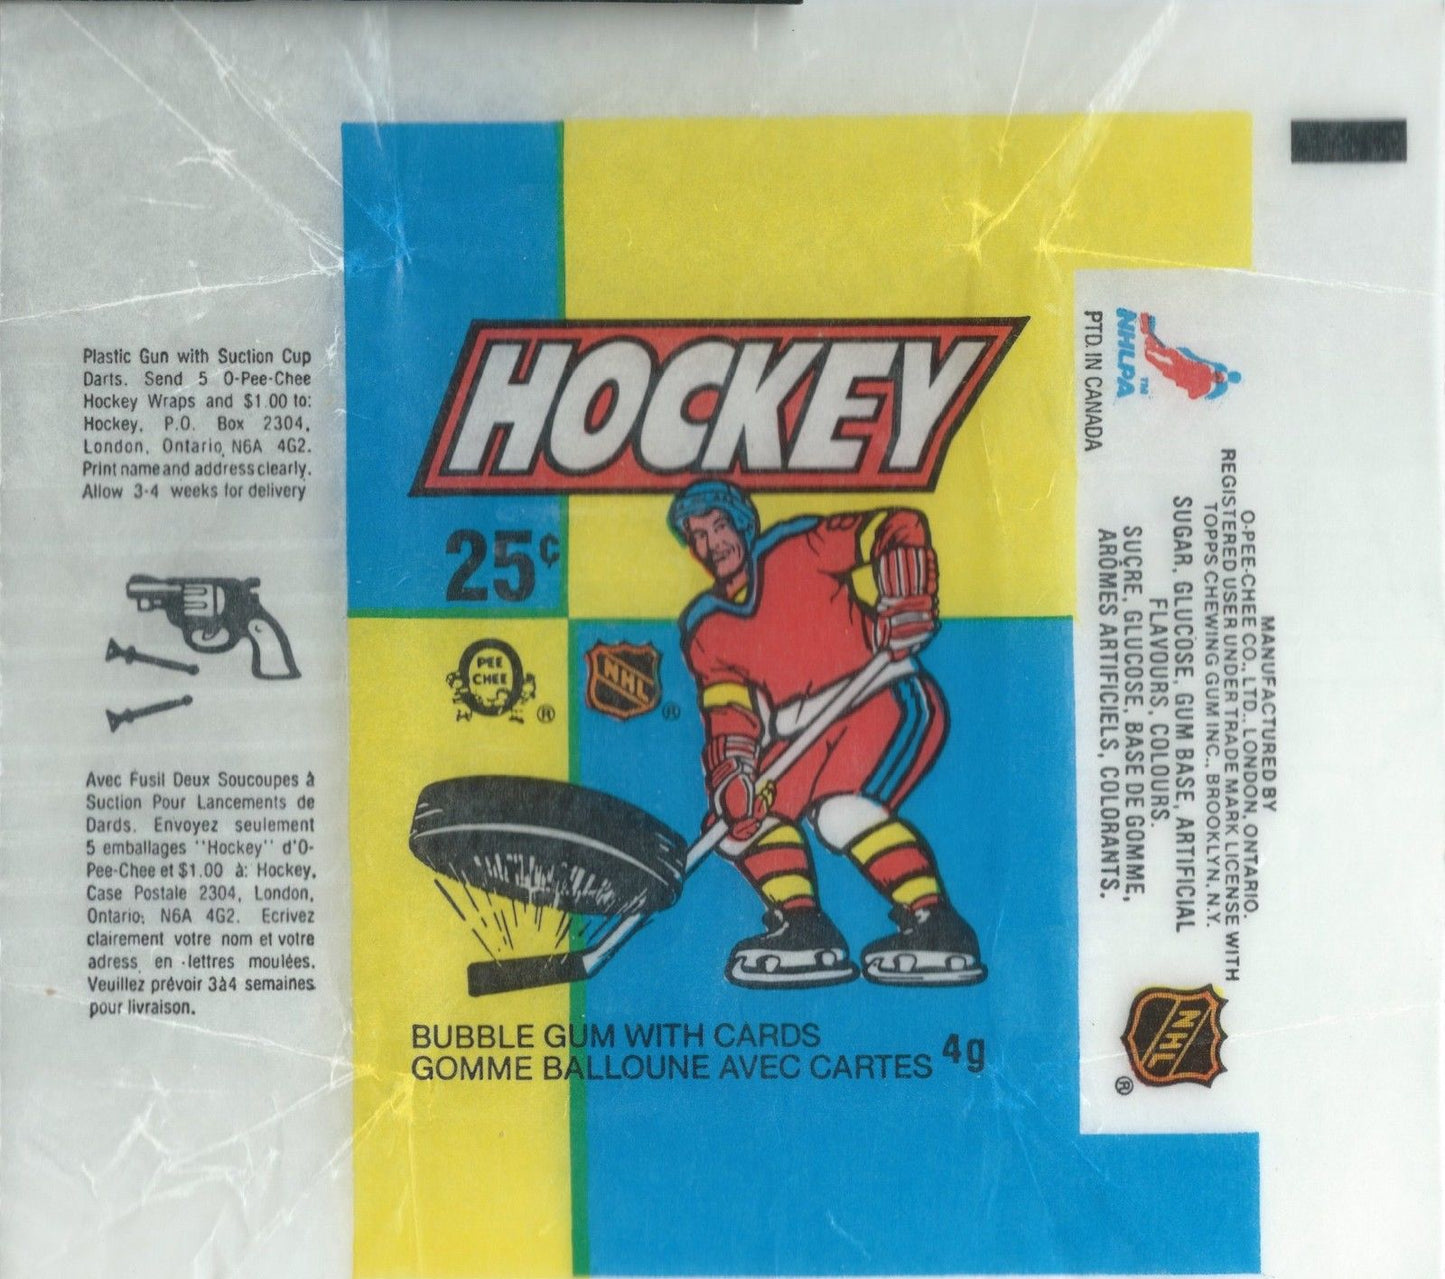 Plastic Gun with Suction Cup
Darts. Send 5 O-Pee-Chee
Hockey Wraps and $1.00 to:
Hockey, P.O. Box 2304,
London, Ontario, N6A 4G2.
Print name and address clearly.
Allow 3-4 weeks for delivery
Avec Fusil Deux Soucoupes à
Suction Pour Lancements de
Dards. Envoyez seulement
5 emballages "Hockey" d'O-
Pee-Chee et $1.00 à: Hockey,
Case Postale 2304, London,
Ontario, N6A 4G2. Ecrivez
clairement votre nom et votre
adress en lettres moulées.
Veuillez prévoir 3à4 semaines
pour livraison.
HOCKEY
25¢
PEE
CHEE
®
NHL
®
BUBBLE GUM WITH CARDS
GOMME BALLOUNE AVEC CARTES 4g
NHLPA™
PTD. IN CANADA
MANUFACTURED BY
O-PEE-CHEE CO., LTD., LONDON, ONTARIO,
REGISTERED USER UNDER TRADE MARK LICENSE WITH
TOPPS CHEWING GUM INC., BROOKLYN, N.Y.
SUGAR, GLUCOSE, GUM BASE, ARTIFICIAL
FLAVOURS, COLOURS.
SUCRE, GLUCOSE, BASE DE GOMME,
ARÔMES ARTIFICIELS, COLORANTS.
NHL
®